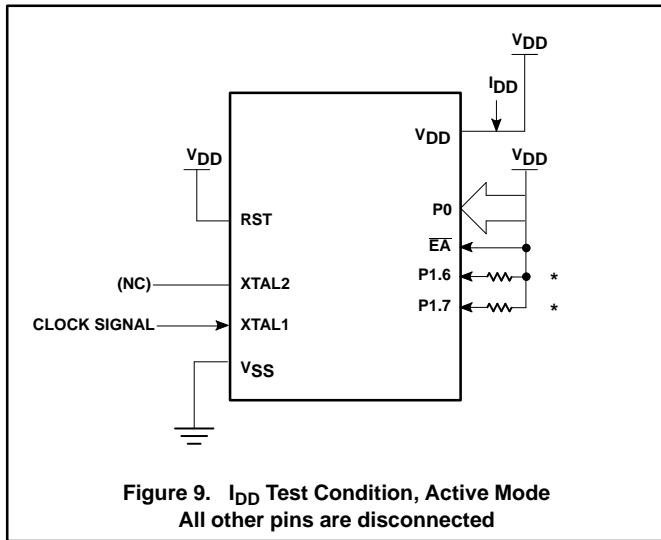 VDD
IDD
VDD
VDD
VDD
RST
P0
EA
(NC)
XTAL2
P1.6
*
P1.7
*
CLOCK SIGNAL
XTAL1
VSS
Figure 9. IDD Test Condition, Active Mode
All other pins are disconnected